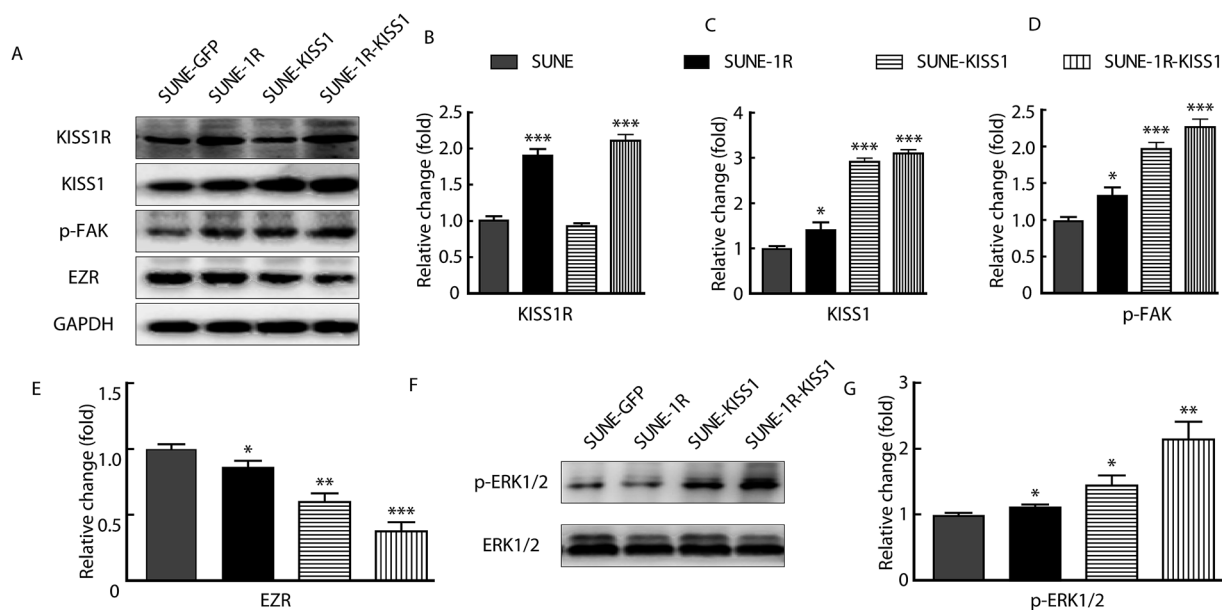 A
SUNE-GFP
SUNE-1R
SUNE-KISS1
SUNE-1R-KISS1
KISS1R
KISS1
p-FAK
EZR
GAPDH
B
C
D
SUNE
SUNE-1R
SUNE-KISS1
SUNE-1R-KISS1
Relative change (fold)
2.5
2.0
1.5
1.0
0.5
0
***
***
KISS1R
Relative change (fold)
4
3
2
1
0
*
***
***
KISS1
Relative change (fold)
2.5
2.0
1.5
1.0
0.5
0
*
***
***
p-FAK
E
Relative change (fold)
1.5
1.0
0.5
0
*
**
***
EZR
F
SUNE-GFP
SUNE-1R
SUNE-KISS1
SUNE-1R-KISS1
p-ERK1/2
ERK1/2
G
Relative change (fold)
3
2
1
0
*
*
**
p-ERK1/2